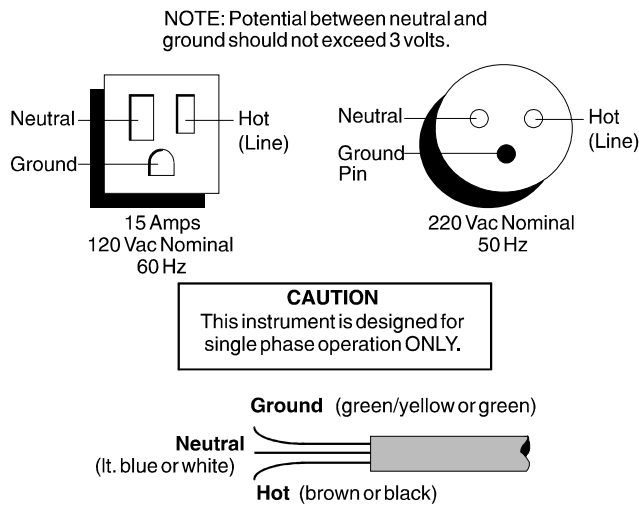 NOTE: Potential between neutral and
ground should not exceed 3 volts.
Neutral
Hot
(Line)
Ground
15 Amps
120 Vac Nominal
60 Hz
Neutral
Hot
(Line)
Ground
Pin
220 Vac Nominal
50 Hz
CAUTION
This instrument is designed for
single phase operation ONLY.
Ground (green/yellow or green)
Neutral
(lt. blue or white)
Hot (brown or black)